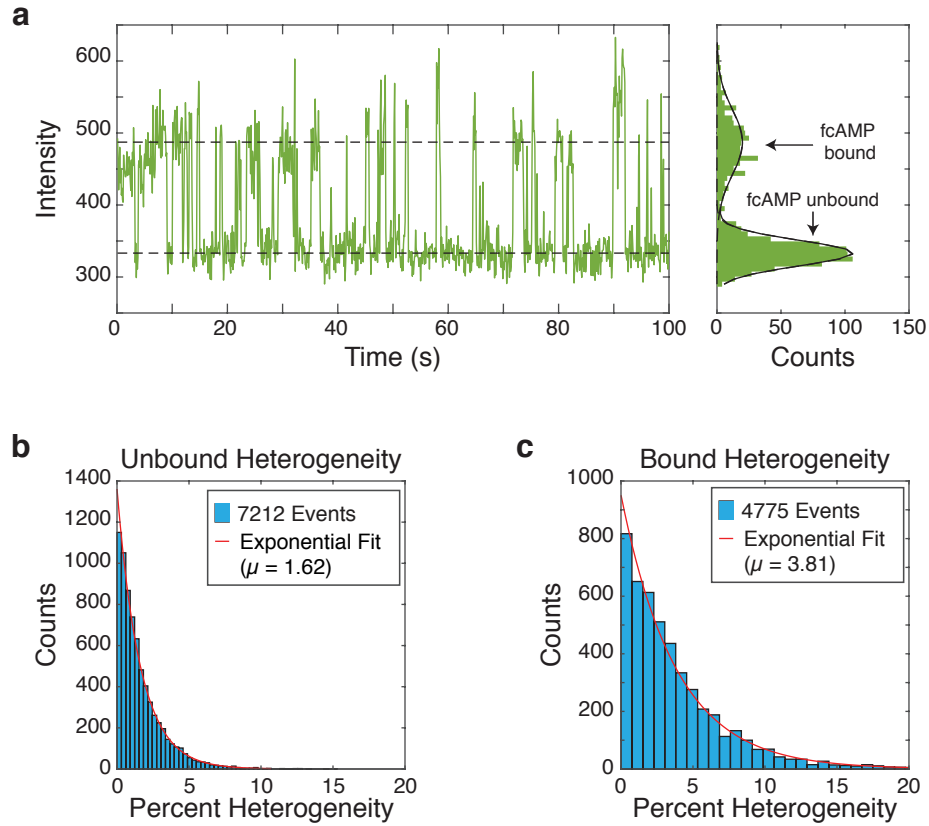 a
Intensity
600
500
400
300
0
20
40
60
80
100
Time (s)
fcAMP
bound
fcAMP unbound
0
50
100
150
Counts
b
Unbound Heterogeneity
Counts
1400
1200
1000
800
600
400
200
0
7212 Events
Exponential Fit
(μ = 1.62)
0
5
10
15
20
Percent Heterogeneity
c
Bound Heterogeneity
Counts
1000
800
600
400
200
0
4775 Events
Exponential Fit
(μ = 3.81)
0
5
10
15
20
Percent Heterogeneity